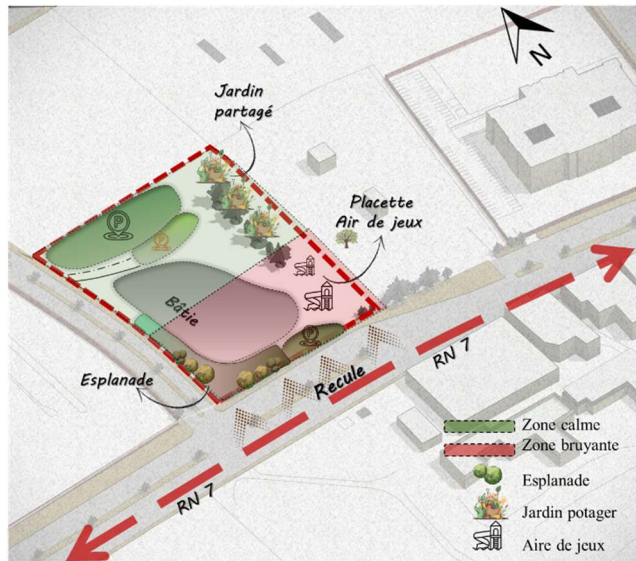 N
Jardin
partagé
Placette
Air de jeux
P
P
Bâtie
P
Esplanade
Recule
RN 7
RN 7
Zone calme
Zone bruyante
Esplanade
Jardin potager
Aire de jeux